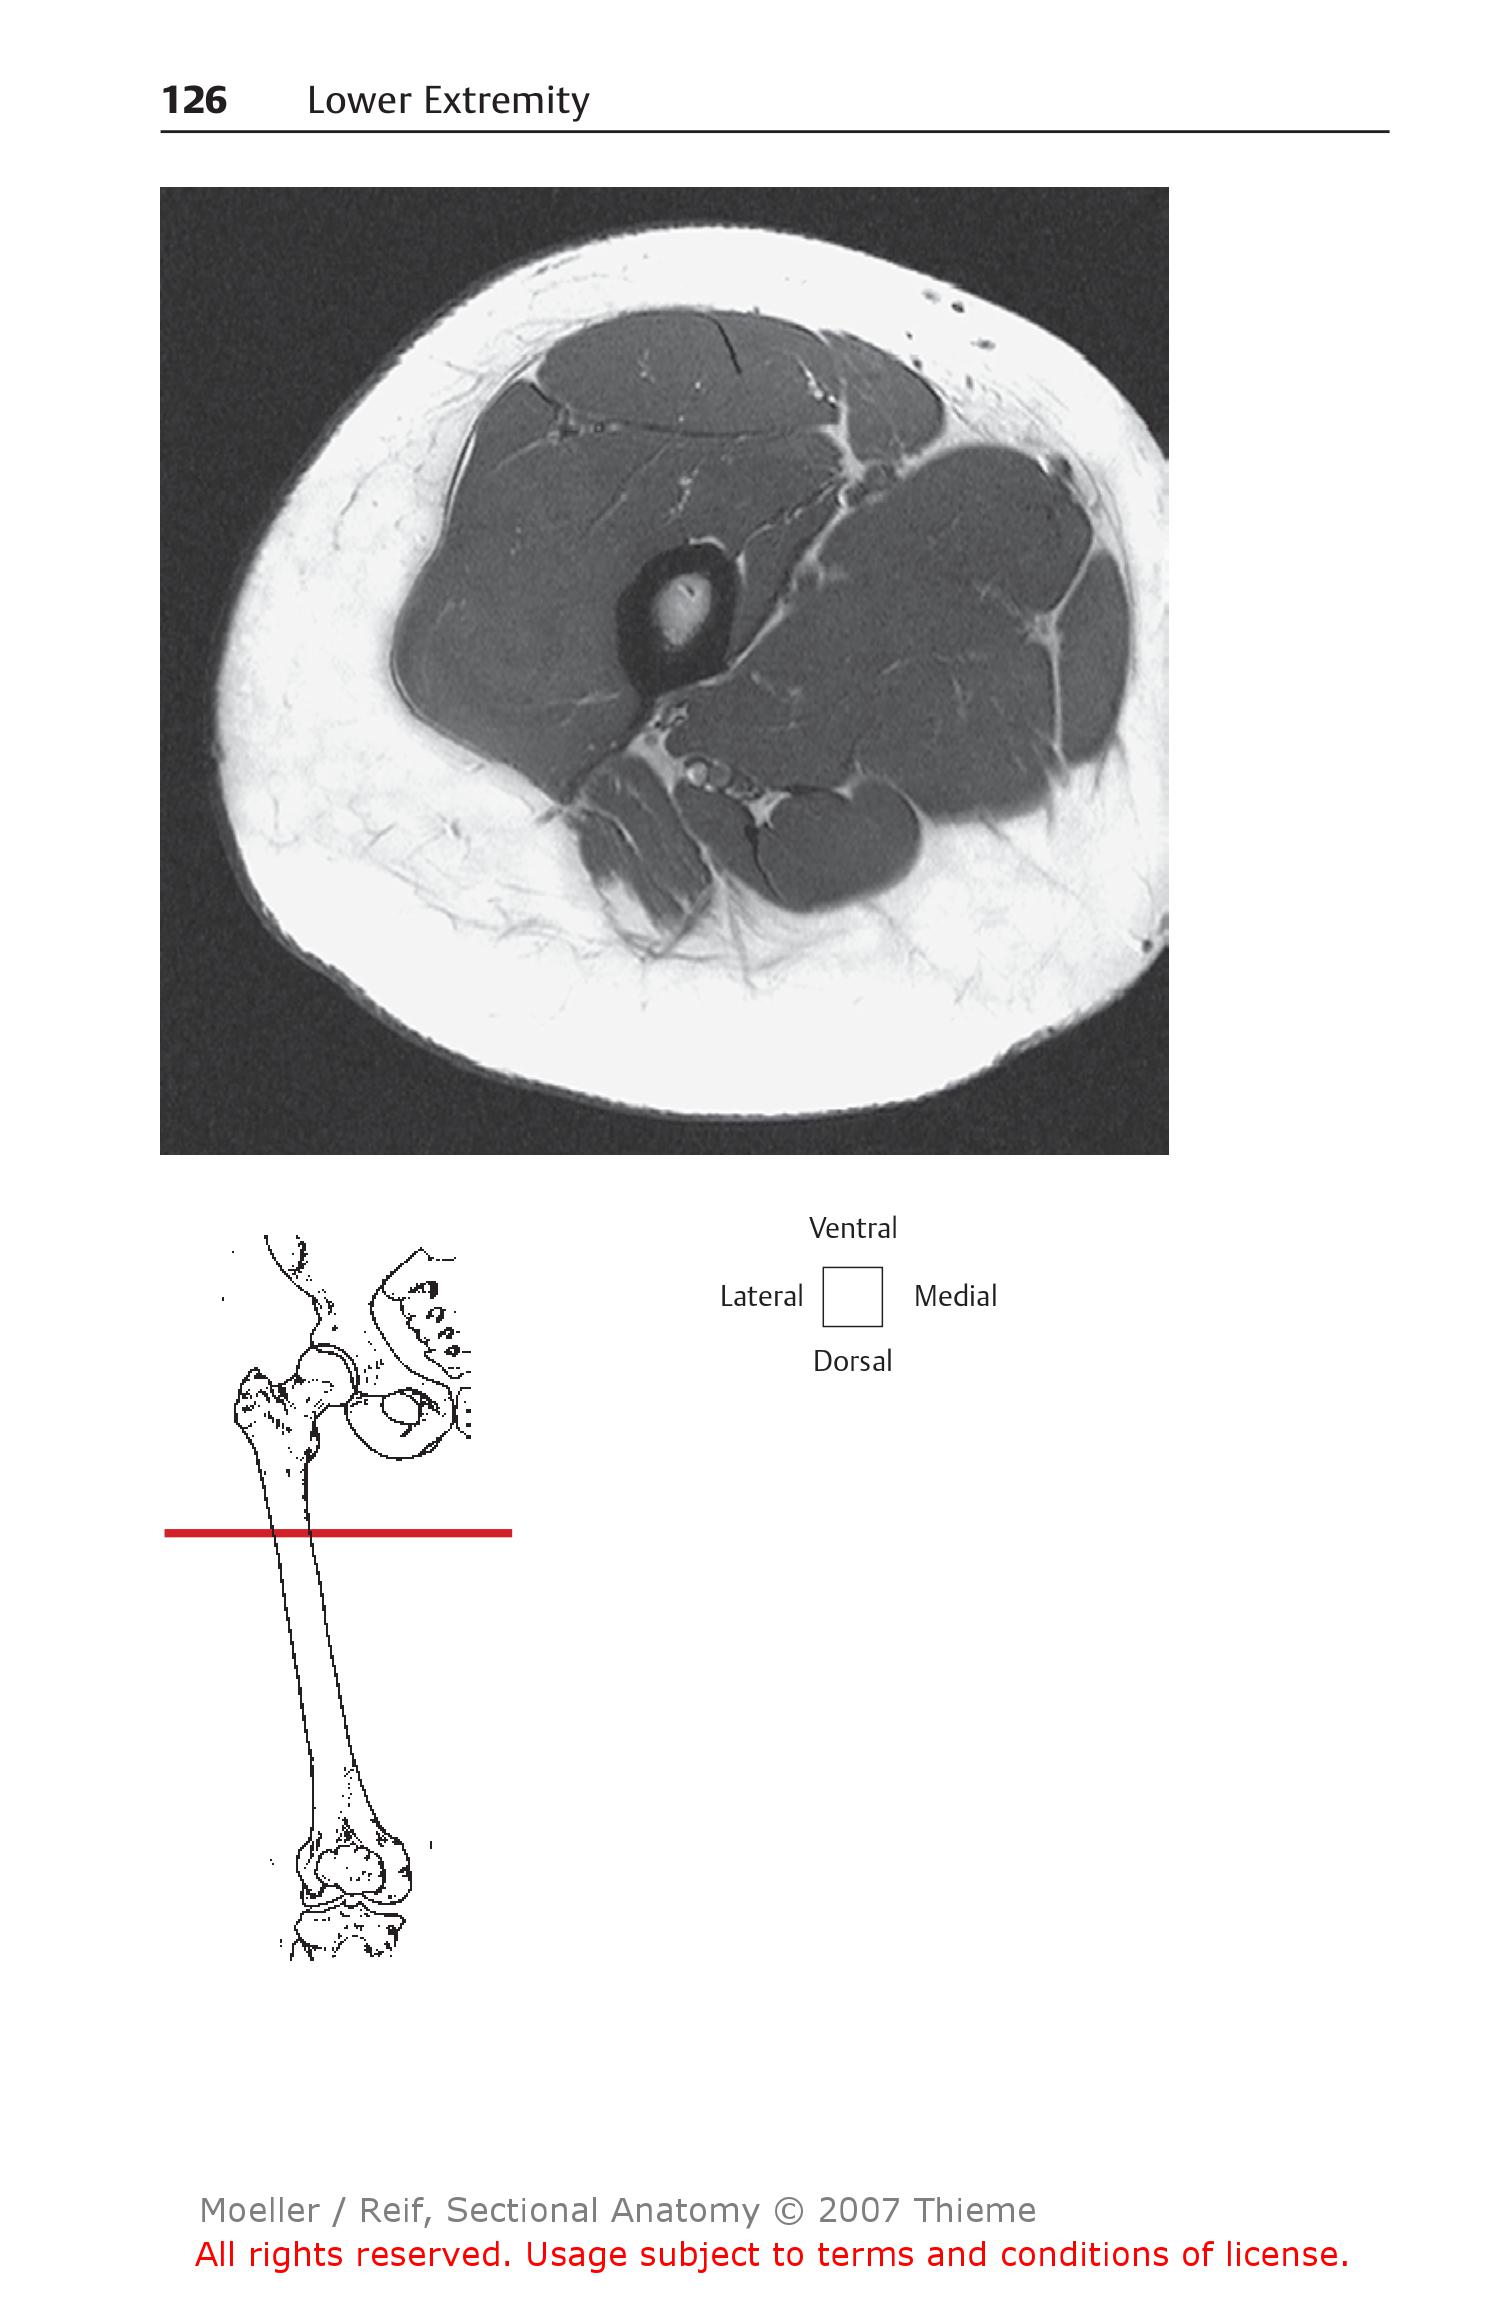 126 Lower Extremity
Ventral
Lateral Medial
Dorsal
Moeller / Reif, Sectional Anatomy © 2007 Thieme
All rights reserved. Usage subject to terms and conditions of license.